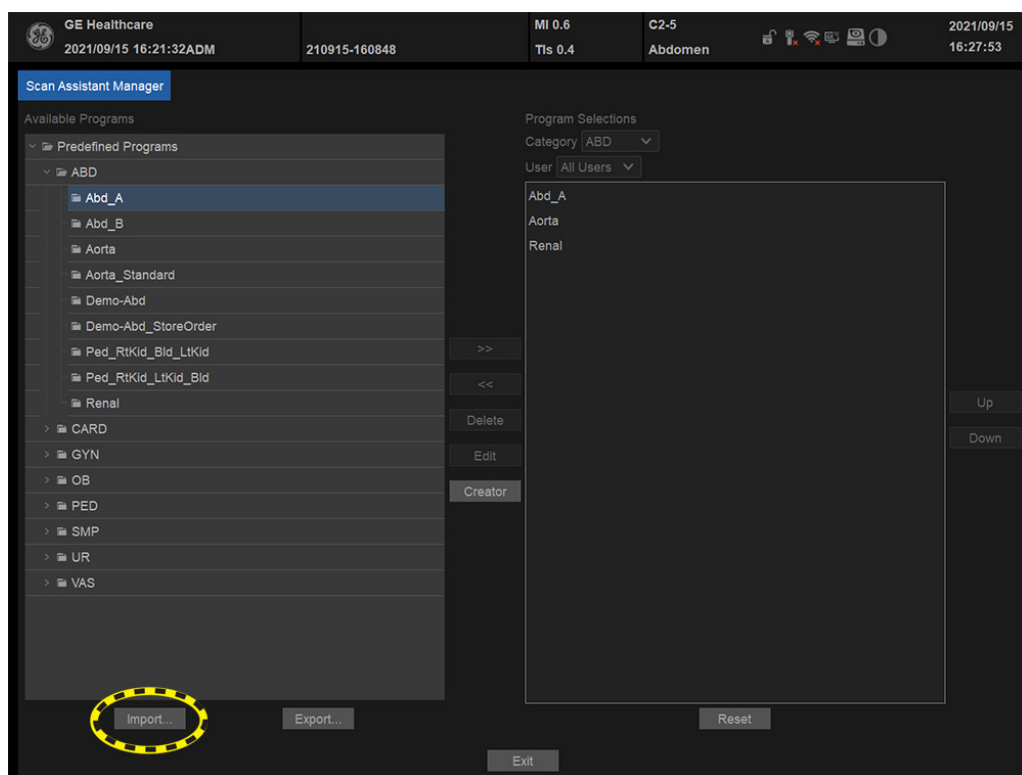 GE Healthcare
2021/09/15 16:21:32ADM
210915-160848
MI 0.6
TIs 0.4
C2-5
Abdomen
2021/09/15
16:27:53
Scan Assistant Manager
Available Programs
Predefined Programs
ABD
Abd_A
Abd_B
Aorta
Aorta_Standard
Demo-Abd
Demo-Abd_StoreOrder
Ped_RtKid_Bld_LtKid
Ped_RtKid_LtKid_Bld
Renal
CARD
GYN
OB
PED
SMP
UR
VAS
Import...
Export...
>>
<<
Delete
Edit
Creator
Program Selections
Category ABD
User All Users
Abd_A
Aorta
Renal
Up
Down
Reset
Exit